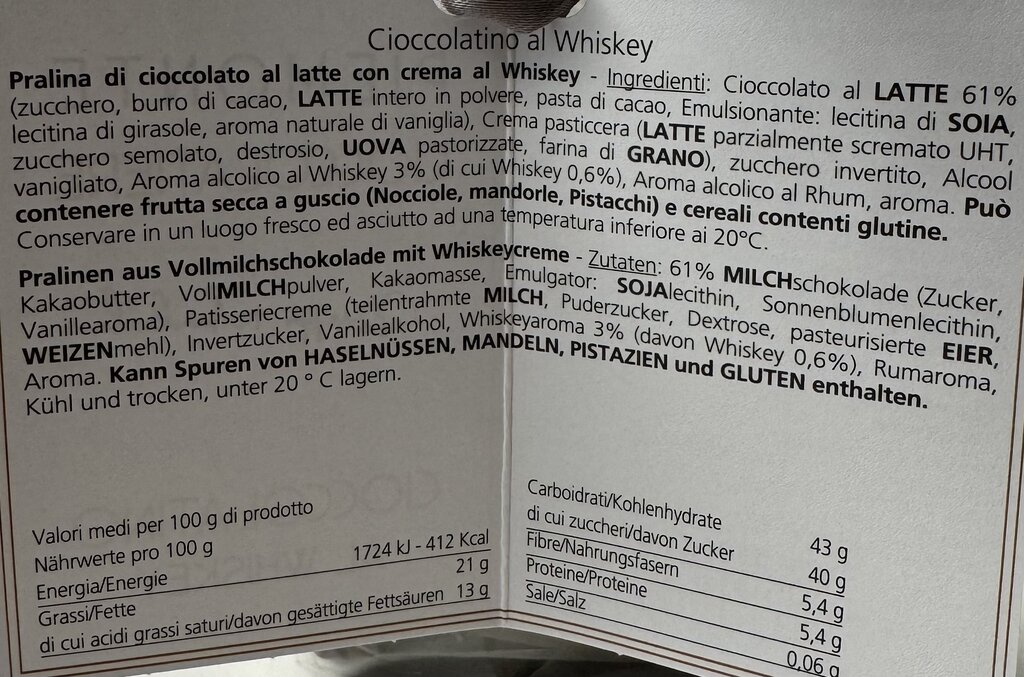 Cioccolatino al Whiskey
Pralina di cioccolato al latte con crema al Whiskey - Ingredienti: Cioccolato al LATTE 61%
(zucchero, burro di cacao, LATTE intero in polvere, pasta di cacao, Emulsionante: lecitina di SOIA,
lecitina di girasole, aroma naturale di vaniglia), Crema pasticcera (LATTE parzialmente scremato UHT,
zucchero semolato, destrosio, UOVA pastorizzate, farina di GRANO), zucchero invertito, Alcool
vanigliato, Aroma alcolico al Whiskey 3% (di cui Whiskey 0,6%), Aroma alcolico al Rhum, aroma. Può
contenere frutta secca a guscio (Nocciole, mandorle, Pistacchi) e cereali contenti glutine.
Conservare in un luogo fresco ed asciutto ad una temperatura inferiore ai 20°C.
Pralinen aus Vollmilchschokolade mit Whiskeycreme - Zutaten: 61% MILCHschokolade (Zucker,
Kakaobutter, VollMILCHpulver, Kakaomasse, Emulgator: SOJAlecithin, Sonnenblumenlecithin,
Vanillearoma), Patisseriecreme (teilentrahmte MILCH, Puderzucker, Dextrose, pasteurisierte EIER,
WEIZENmehl), Invertzucker, Vanillealkohol, Whiskeyaroma 3% (davon Whiskey 0,6%), Rumaroma,
Aroma. Kann Spuren von HASELNÜSSEN, MANDELN, PISTAZIEN und GLUTEN enthalten.
Kühl und trocken, unter 20 ° C lagern.
Valori medi per 100 g di prodotto
Nährwerte pro 100 g
Energia/Energie 1724 kJ - 412 Kcal
Grassi/Fette 21 g
di cui acidi grassi saturi/davon gesättigte Fettsäuren 13 g
Carboidrati/Kohlenhydrate 43 g
di cui zuccheri/davon Zucker 40 g
Fibre/Nahrungsfasern 5,4 g
Proteine/Proteine 5,4 g
Sale/Salz 0,06 g